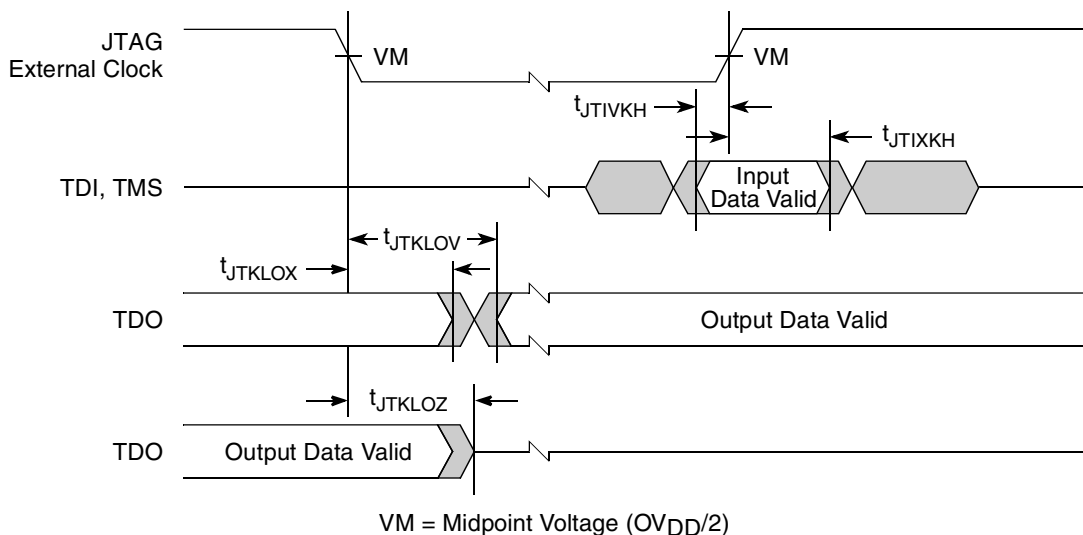 JTAG
External Clock
VM
VM
tJTIVKH
tJTIXKH
TDI, TMS
Input
Data Valid
tJTKLOV
tJTKLOX
TDO
Output Data Valid
tJTKLOZ
TDO
Output Data Valid
VM = Midpoint Voltage (OVDD/2)